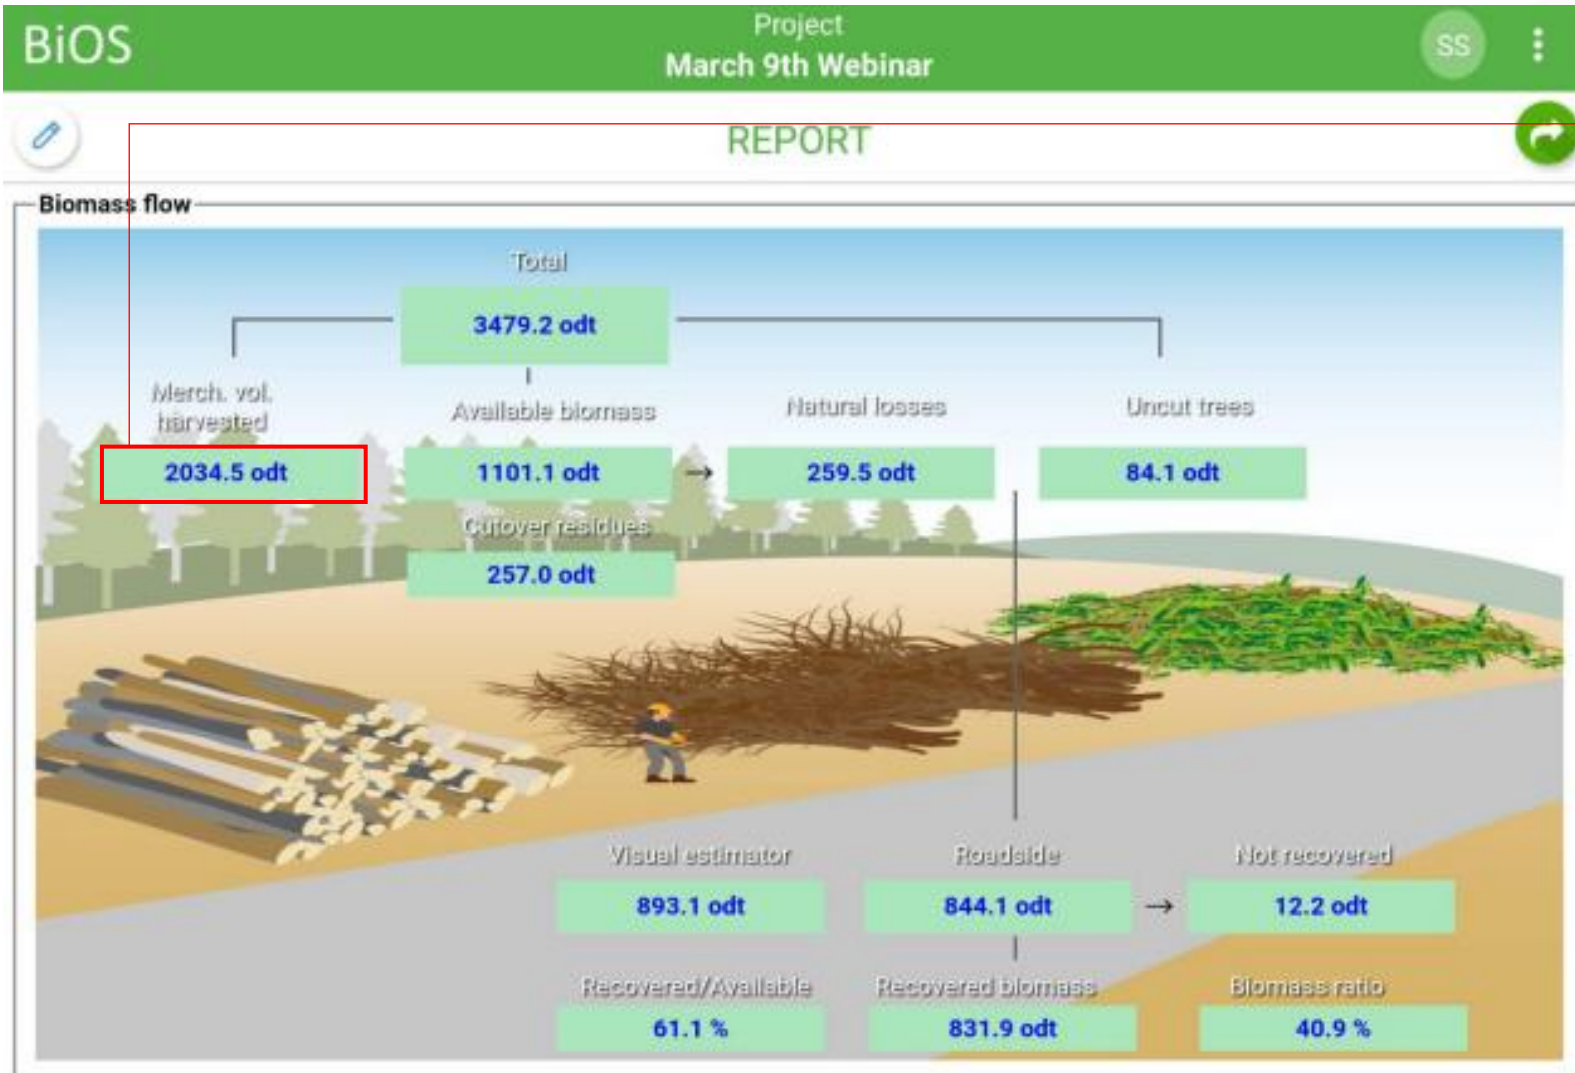 BiOS
Project
March 9th Webinar
SS
REPORT
Biomass flow
Total
3479.2 odt
Merch. vol.
harvested
Available biomass
Natural losses
Uncut trees
2034.5 odt
1101.1 odt
→
259.5 odt
84.1 odt
Cutover residues
257.0 odt
Visual estimator
Roadside
Not recovered
893.1 odt
844.1 odt
→
12.2 odt
Recovered/Available
Recovered biomass
Biomass ratio
61.1 %
831.9 odt
40.9 %